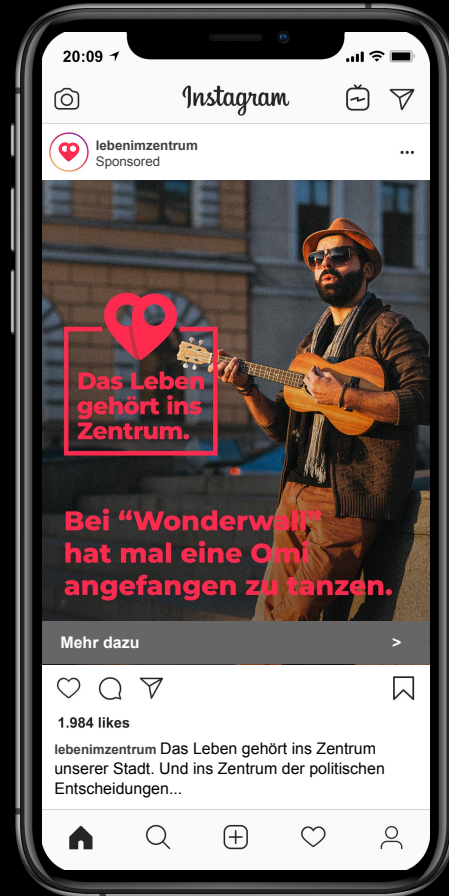 20:09
Instagram
lebenimzentrum
Sponsored
Das Leben
gehört ins
Zentrum.
Bei “Wonderwall”
hat mal eine Omi
angefangen zu tanzen.
Mehr dazu >
1.984 likes
lebenimzentrum Das Leben gehört ins Zentrum
unserer Stadt. Und ins Zentrum der politischen
Entscheidungen...